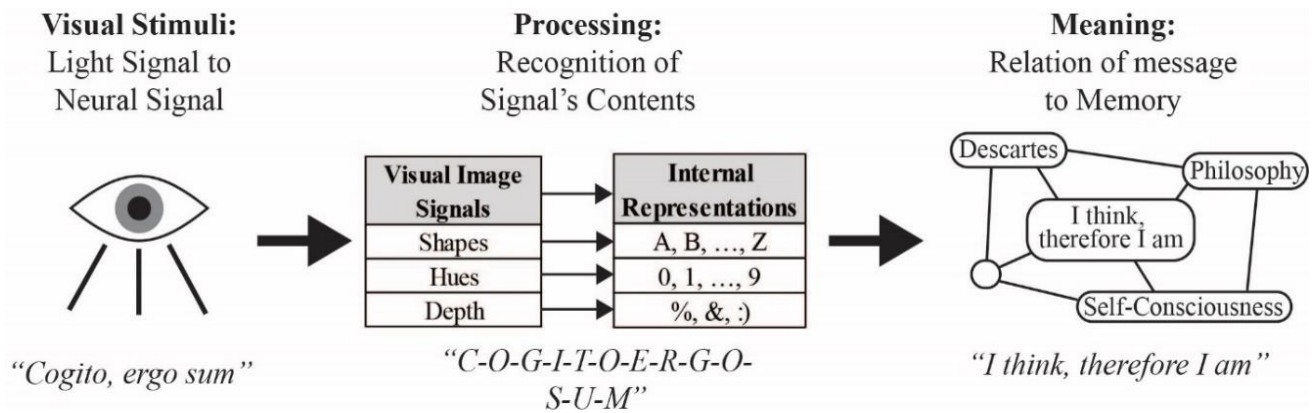 Visual Stimuli:
Light Signal to
Neural Signal
“Cogito, ergo sum”
Processing:
Recognition of
Signal’s Contents
Visual Image
Signals
Internal
Representations
Shapes
A, B, …, Z
Hues
0, 1, …, 9
Depth
%, &, :)
“C-O-G-I-T-O-E-R-G-O-
S-U-M”
Meaning:
Relation of message
to Memory
Descartes
Philosophy
I think,
therefore I am
Self-Consciousness
“I think, therefore I am”